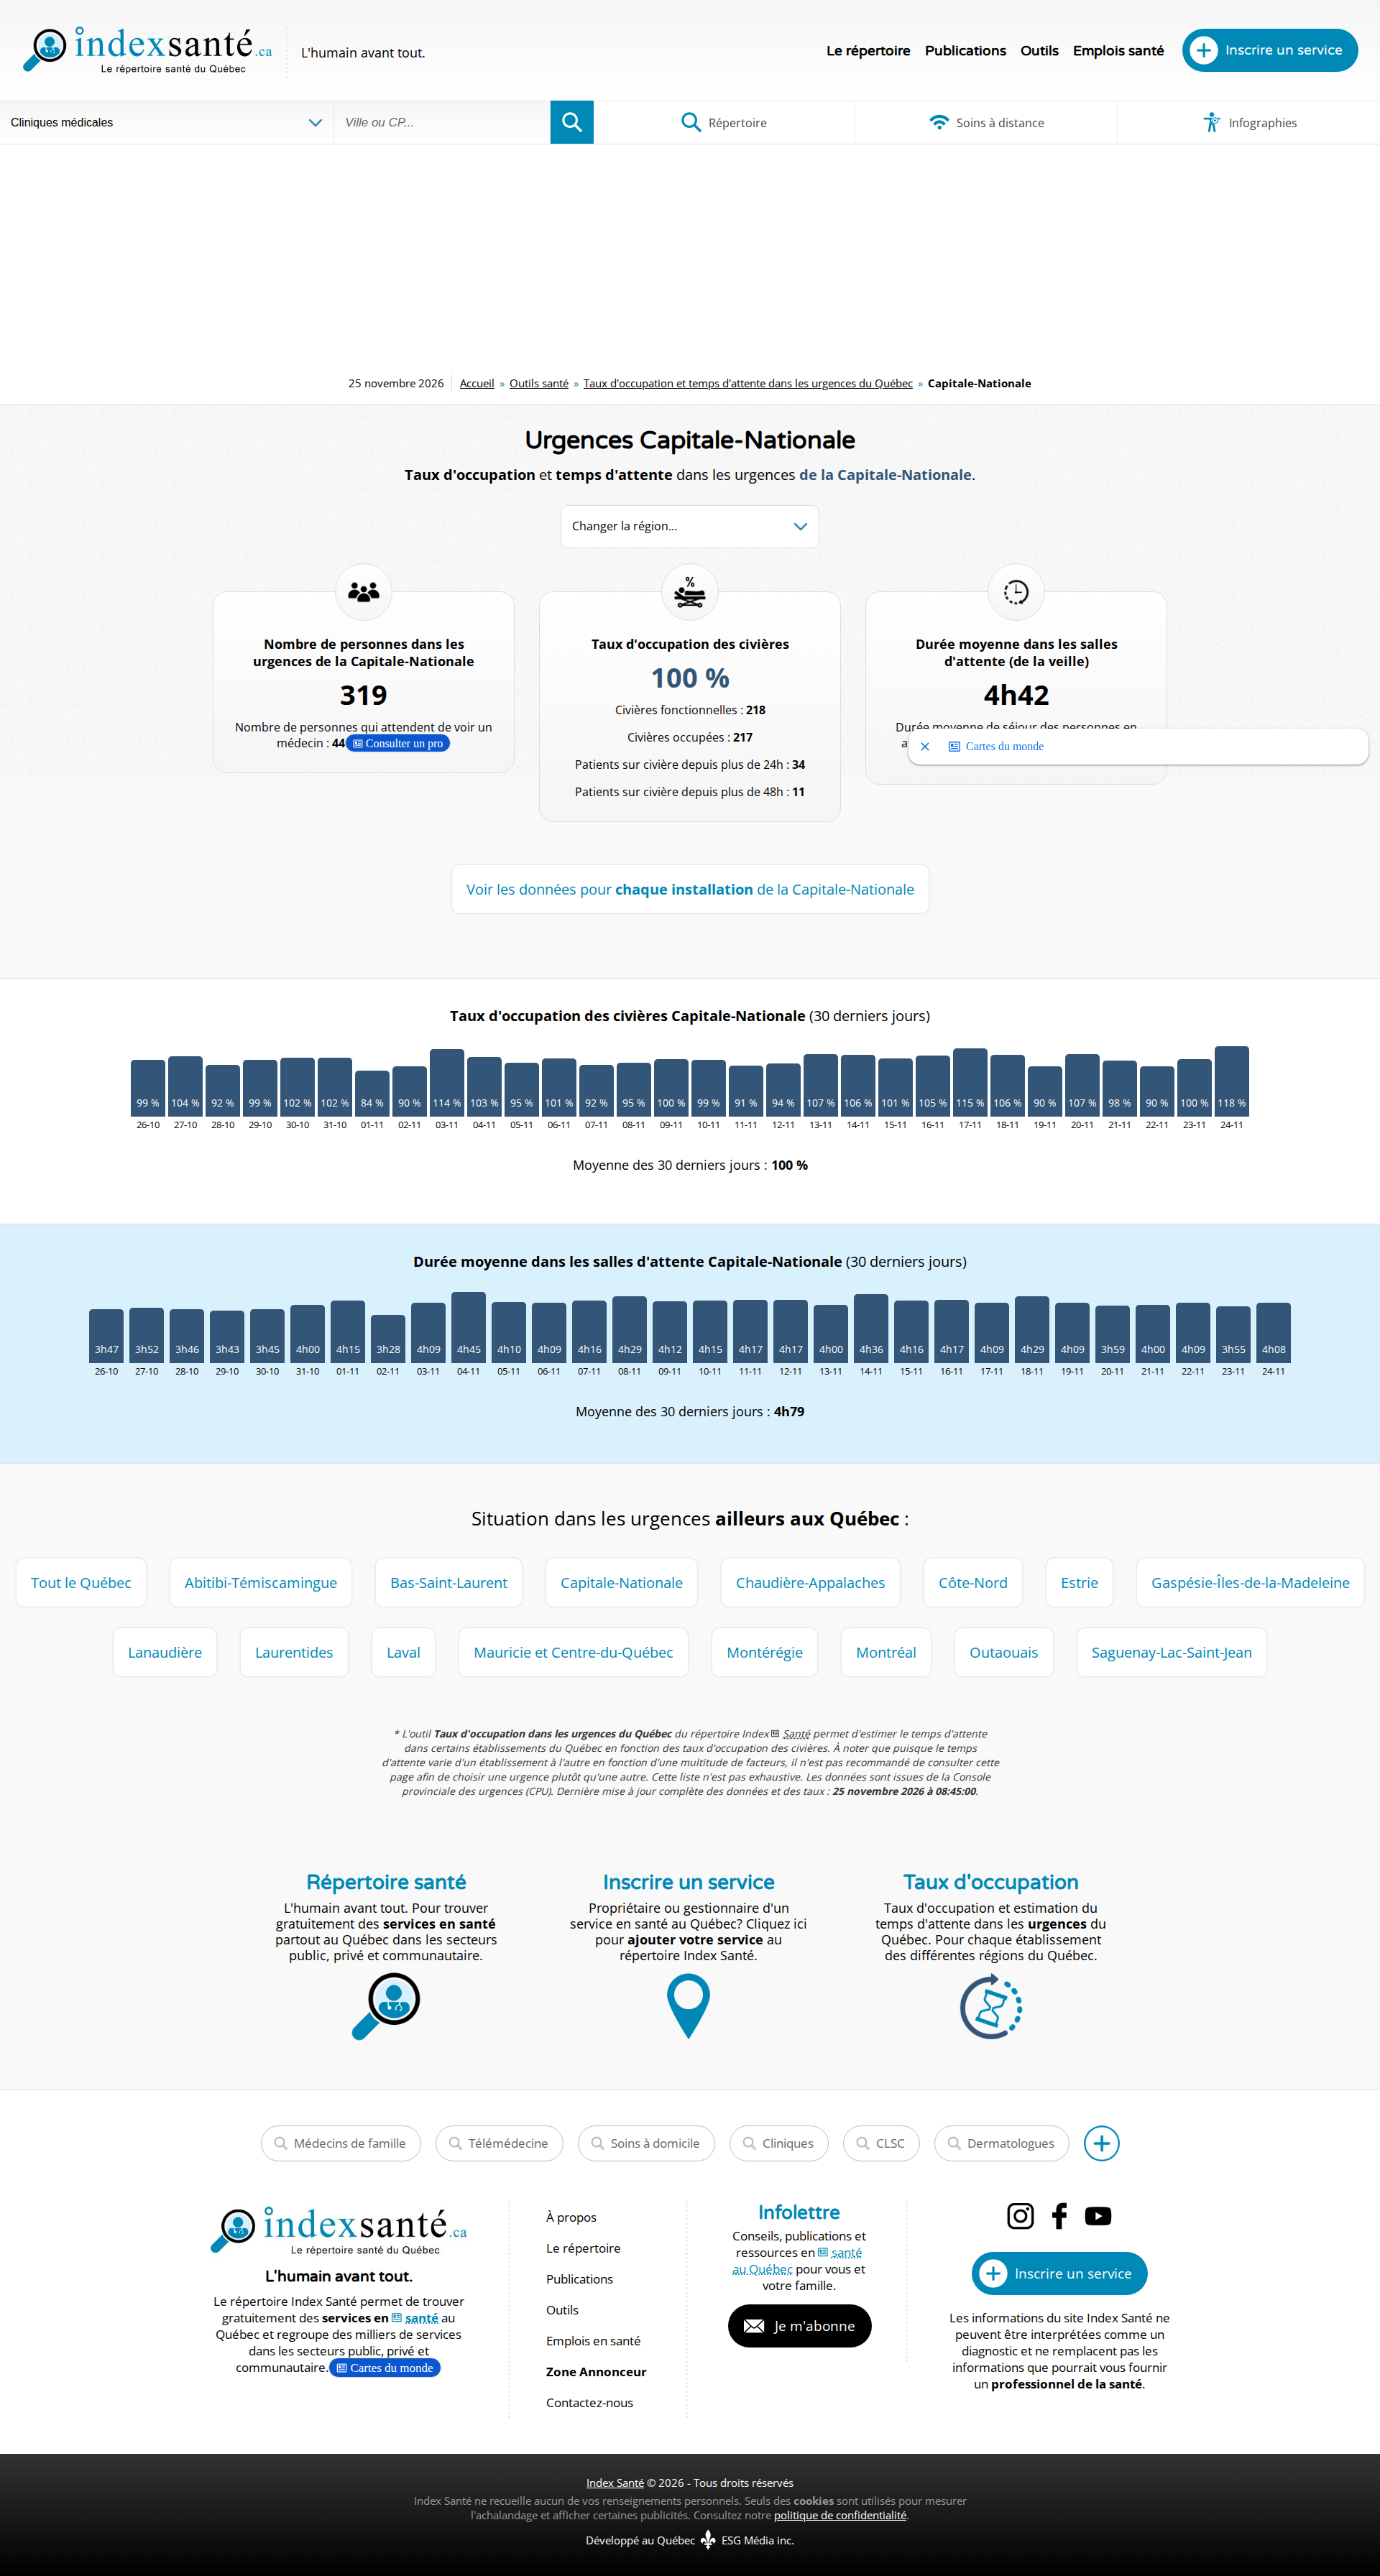 indexsanté.ca
Le répertoire santé du Québec
L'humain avant tout.
Le répertoire
Publications
Outils
Emplois santé
Inscrire un service
Cliniques médicales
Ville ou CP...
Répertoire
Soins à distance
Infographies
25 novembre 2026
Accueil » Outils santé » Taux d'occupation et temps d'attente dans les urgences du Québec » Capitale-Nationale
Urgences Capitale-Nationale
Taux d'occupation et temps d'attente dans les urgences de la Capitale-Nationale.
Changer la région...
Nombre de personnes dans les
urgences de la Capitale-Nationale
319
Nombre de personnes qui attendent de voir un
médecin : 44 Consulter un pro
%
Taux d'occupation des civières
100 %
Civières fonctionnelles : 218
Civières occupées : 217
Patients sur civière depuis plus de 24h : 34
Patients sur civière depuis plus de 48h : 11
Durée moyenne dans les salles
d'attente (de la veille)
4h42
Durée moyenne de séjour des personnes en
Cartes du monde
Voir les données pour chaque installation de la Capitale-Nationale
Taux d'occupation des civières Capitale-Nationale (30 derniers jours)
99 % 104 % 92 % 99 % 102 % 102 % 84 % 90 % 114 % 103 % 95 % 101 % 92 % 95 % 100 % 99 % 91 % 94 % 107 % 106 % 101 % 105 % 115 % 106 % 90 % 107 % 98 % 90 % 100 % 118 %
26-10 27-10 28-10 29-10 30-10 31-10 01-11 02-11 03-11 04-11 05-11 06-11 07-11 08-11 09-11 10-11 11-11 12-11 13-11 14-11 15-11 16-11 17-11 18-11 19-11 20-11 21-11 22-11 23-11 24-11
Moyenne des 30 derniers jours : 100 %
Durée moyenne dans les salles d'attente Capitale-Nationale (30 derniers jours)
3h47 3h52 3h46 3h43 3h45 4h00 4h15 3h28 4h09 4h45 4h10 4h09 4h16 4h29 4h12 4h15 4h17 4h17 4h00 4h36 4h16 4h17 4h09 4h29 4h09 3h59 4h00 4h09 3h55 4h08
26-10 27-10 28-10 29-10 30-10 31-10 01-11 02-11 03-11 04-11 05-11 06-11 07-11 08-11 09-11 10-11 11-11 12-11 13-11 14-11 15-11 16-11 17-11 18-11 19-11 20-11 21-11 22-11 23-11 24-11
Moyenne des 30 derniers jours : 4h79
Situation dans les urgences ailleurs aux Québec :
Tout le Québec
Abitibi-Témiscamingue
Bas-Saint-Laurent
Capitale-Nationale
Chaudière-Appalaches
Côte-Nord
Estrie
Gaspésie-Îles-de-la-Madeleine
Lanaudière
Laurentides
Laval
Mauricie et Centre-du-Québec
Montérégie
Montréal
Outaouais
Saguenay-Lac-Saint-Jean
* L'outil Taux d'occupation dans les urgences du Québec du répertoire Index Santé permet d'estimer le temps d'attente
dans certains établissements du Québec en fonction des taux d'occupation des civières. À noter que puisque le temps
d'attente varie d'un établissement à l'autre en fonction d'une multitude de facteurs, il n'est pas recommandé de consulter cette
page afin de choisir une urgence plutôt qu'une autre. Cette liste n'est pas exhaustive. Les données sont issues de la Console
provinciale des urgences (CPU). Dernière mise à jour complète des données et des taux : 25 novembre 2026 à 08:45:00.
Répertoire santé
L'humain avant tout. Pour trouver
gratuitement des services en santé
partout au Québec dans les secteurs
public, privé et communautaire.
Inscrire un service
Propriétaire ou gestionnaire d'un
service en santé au Québec? Cliquez ici
pour ajouter votre service au
répertoire Index Santé.
Taux d'occupation
Taux d'occupation et estimation du
temps d'attente dans les urgences du
Québec. Pour chaque établissement
des différentes régions du Québec.
Médecins de famille
Télémédecine
Soins à domicile
Cliniques
CLSC
Dermatologues
indexsanté.ca
Le répertoire santé du Québec
L'humain avant tout.
Le répertoire Index Santé permet de trouver
gratuitement des services en santé au
Québec et regroupe des milliers de services
dans les secteurs public, privé et
communautaire. Cartes du monde
À propos
Le répertoire
Publications
Outils
Emplois en santé
Zone Annonceur
Contactez-nous
Infolettre
Conseils, publications et
ressources en santé
au Québec pour vous et
votre famille.
Je m'abonne
Inscrire un service
Les informations du site Index Santé ne
peuvent être interprétées comme un
diagnostic et ne remplacent pas les
informations que pourrait vous fournir
un professionnel de la santé.
Index Santé © 2026 - Tous droits réservés
Index Santé ne recueille aucun de vos renseignements personnels. Seuls des cookies sont utilisés pour mesurer
l'achalandage et afficher certaines publicités. Consultez notre politique de confidentialité.
Développé au Québec ESG Média inc.